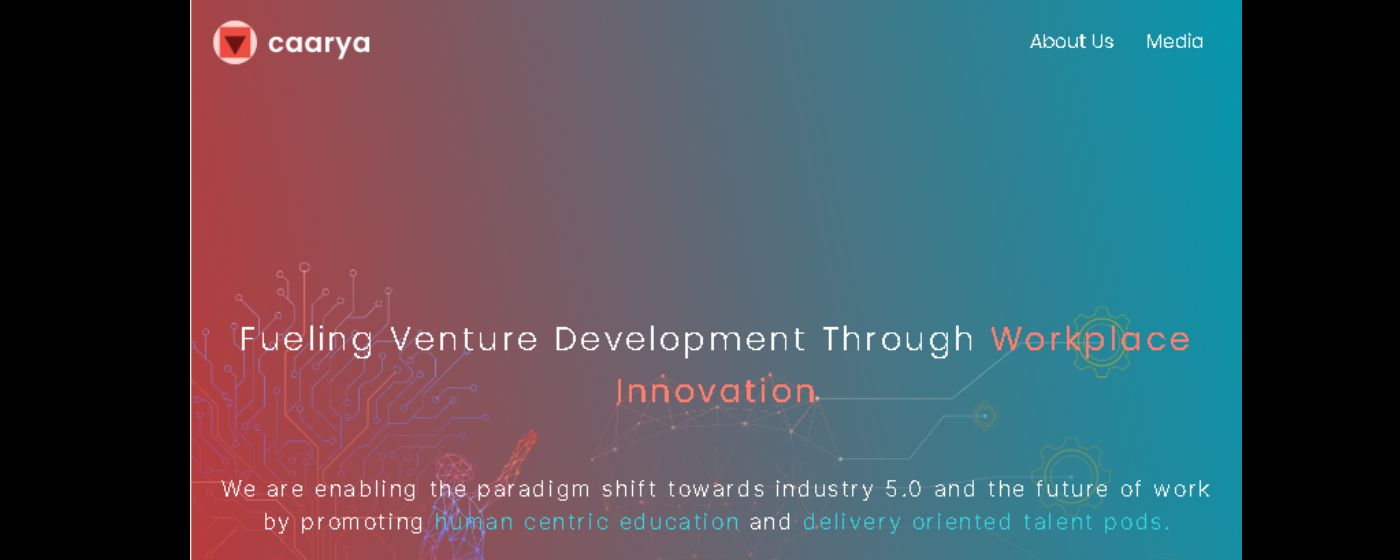 caarya
About Us
Media
Fueling Venture Development Through Workplace
Innovation.
We are enabling the paradigm shift towards industry 5.0 and the future of work
by promoting human centric education and delivery oriented talent pods.